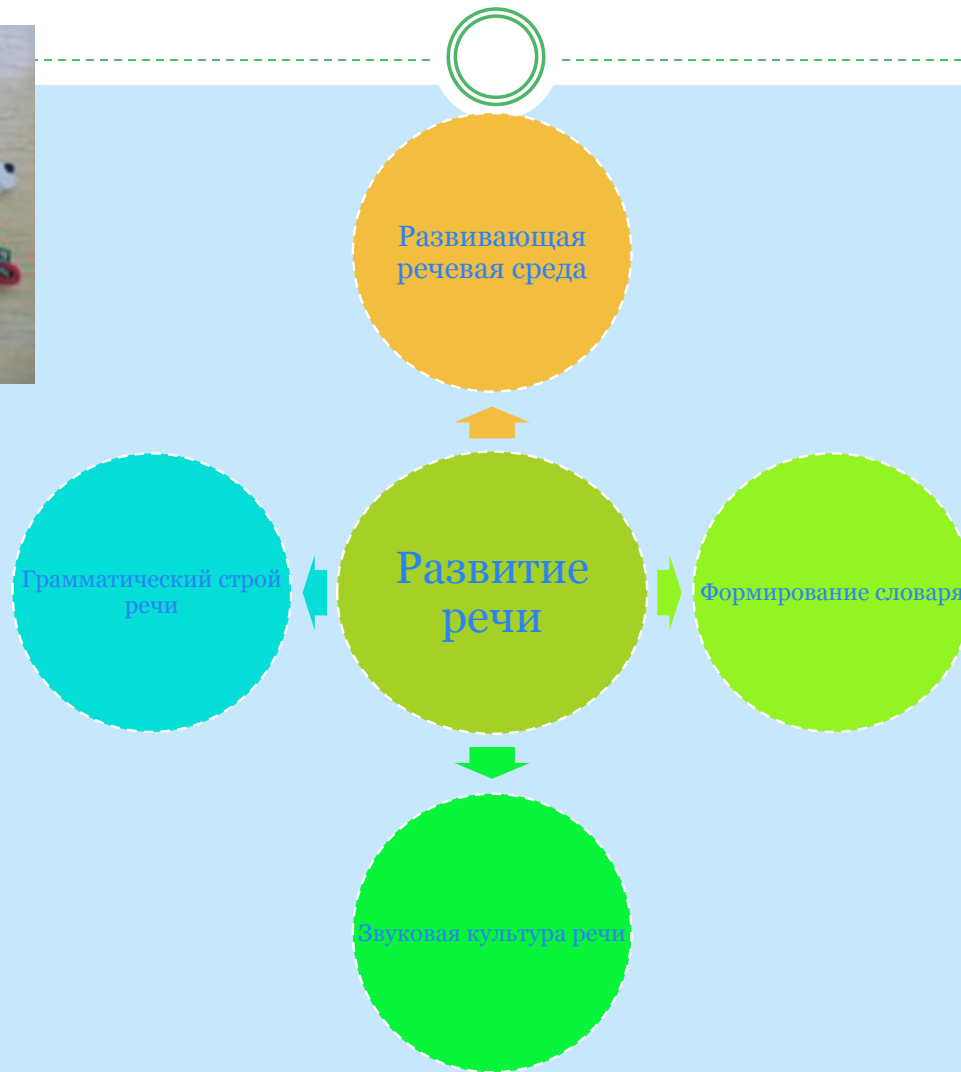 Развивающая
речевая среда
Грамматический строй
речи
Развитие
речи
Формирование словаря
Звуковая культура речи